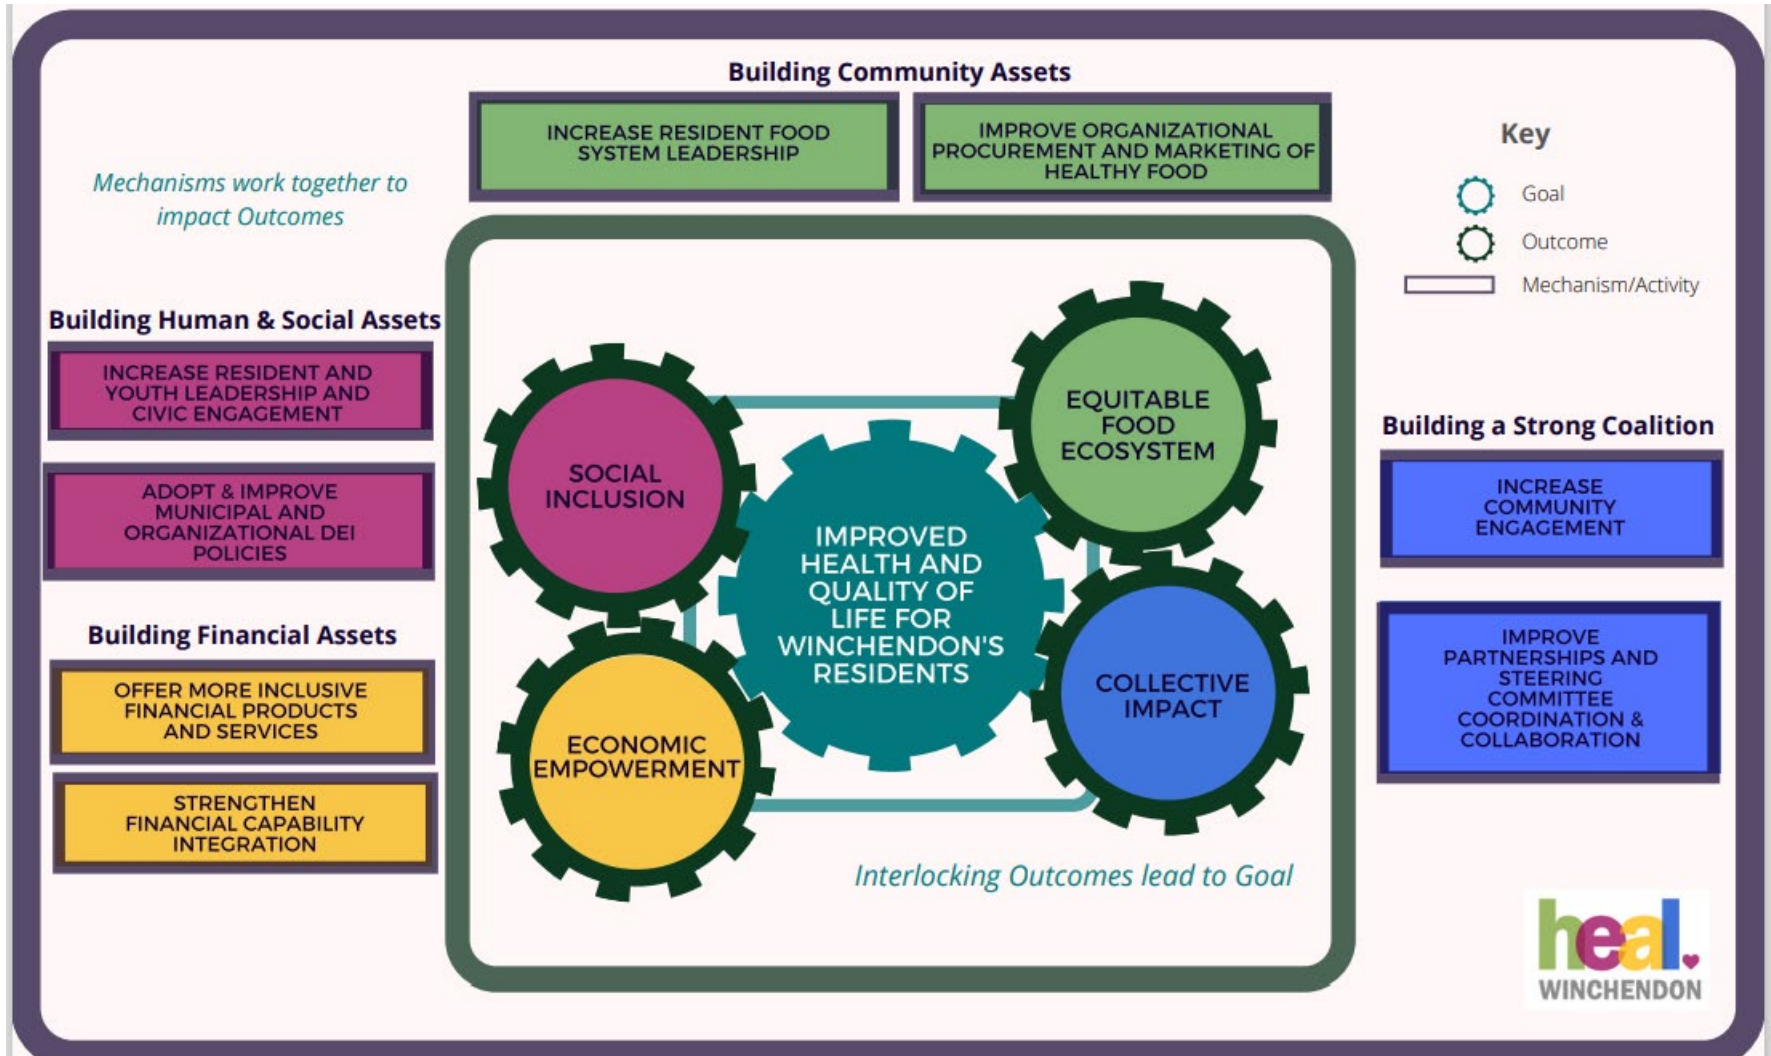 Building Community Assets
INCREASE RESIDENT FOOD
SYSTEM LEADERSHIP
IMPROVE ORGANIZATIONAL
PROCUREMENT AND MARKETING OF
HEALTHY FOOD
Key
Goal
Outcome
Mechanism/Activity
Mechanisms work together to
impact Outcomes
Building Human & Social Assets
INCREASE RESIDENT AND
YOUTH LEADERSHIP AND
CIVIC ENGAGEMENT
ADOPT & IMPROVE
MUNICIPAL AND
ORGANIZATIONAL DEI
POLICIES
Building Financial Assets
OFFER MORE INCLUSIVE
FINANCIAL PRODUCTS
AND SERVICES
STRENGTHEN
FINANCIAL CAPABILITY
INTEGRATION
SOCIAL
INCLUSION
EQUITABLE
FOOD
ECOSYSTEM
IMPROVED
HEALTH AND
QUALITY OF
LIFE FOR
WINCHENDON'S
RESIDENTS
ECONOMIC
EMPOWERMENT
COLLECTIVE
IMPACT
Interlocking Outcomes lead to Goal
Building a Strong Coalition
INCREASE
COMMUNITY
ENGAGEMENT
IMPROVE
PARTNERSHIPS AND
STEERING
COMMITTEE
COORDINATION &
COLLABORATION
heal.
WINCHENDON